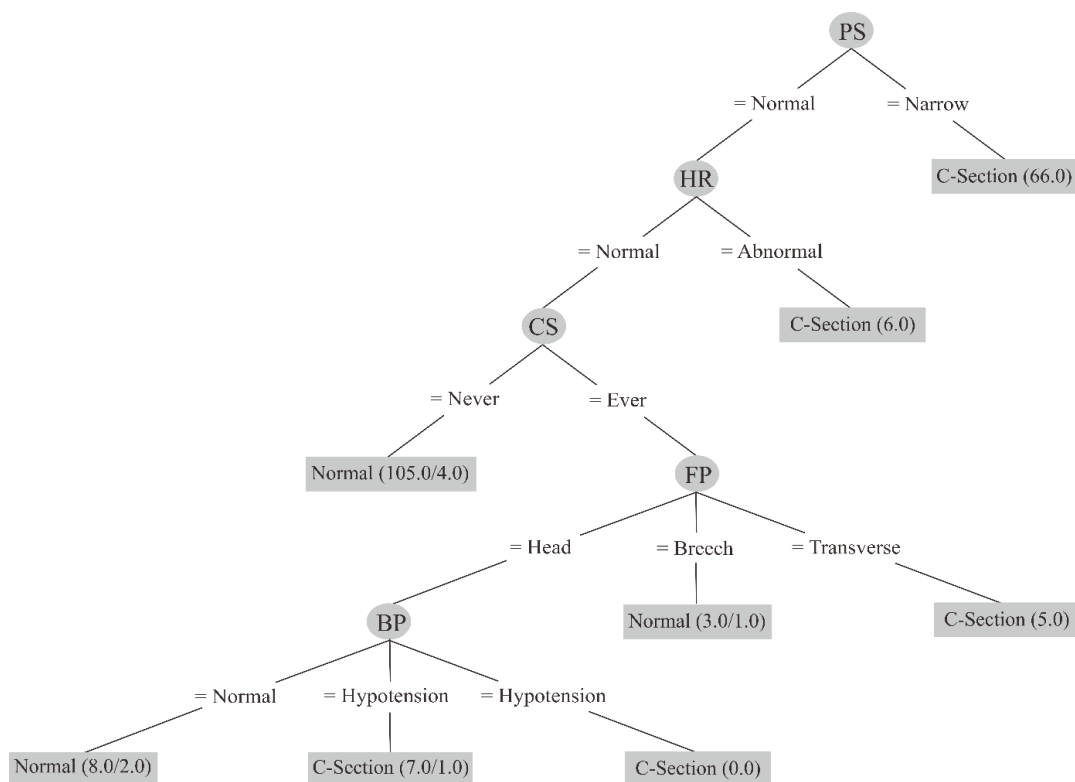 PS
= Normal
= Narrow
HR
C-Section (66.0)
= Normal
= Abnormal
CS
C-Section (6.0)
= Never
= Ever
Normal (105.0/4.0)
FP
= Head
= Breech
= Transverse
BP
Normal (3.0/1.0)
C-Section (5.0)
= Normal
= Hypotension
= Hypotension
Normal (8.0/2.0)
C-Section (7.0/1.0)
C-Section (0.0)